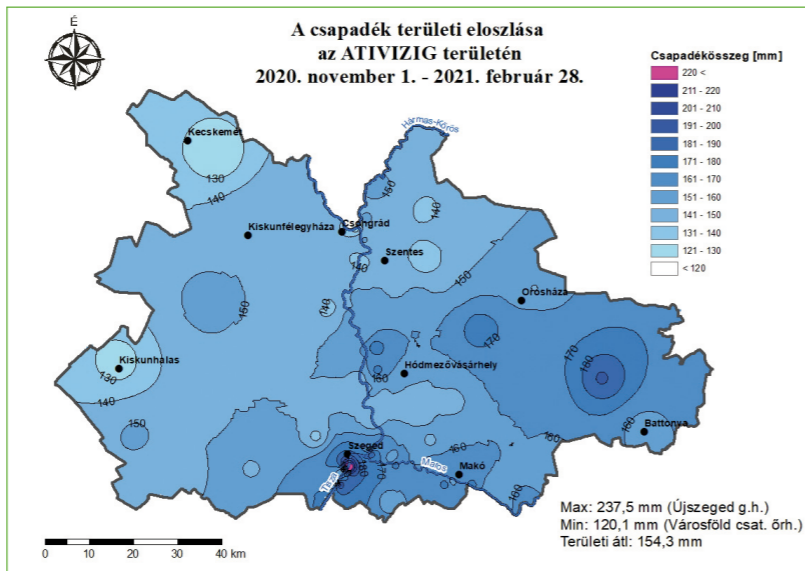 É
A csapadék területi eloszlása
az ATIVIZIG területén
2020. november 1. - 2021. február 28.
Csapadékösszeg [mm]
220 <
211 - 220
201 - 210
191 - 200
181 - 190
171 - 180
161 - 170
151 - 160
141 - 150
131 - 140
121 - 130
< 120
Hármas-Körös
Kecskemét
130
140
150
140
Kiskunfélegyháza
Csongrád
Szentes
140
150
150
140
Orosháza
170
170
180
Kiskunhalas
130
140
160
Hódmezővásárhely
150
160
Battonya
160
160
Szeged
180
170
Maros
Makó
160
Tisza
0 10 20 40 km
Max: 237,5 mm (Újszeged g.h.)
Min: 120,1 mm (Városföld csat. őrh.)
Területi átl: 154,3 mm